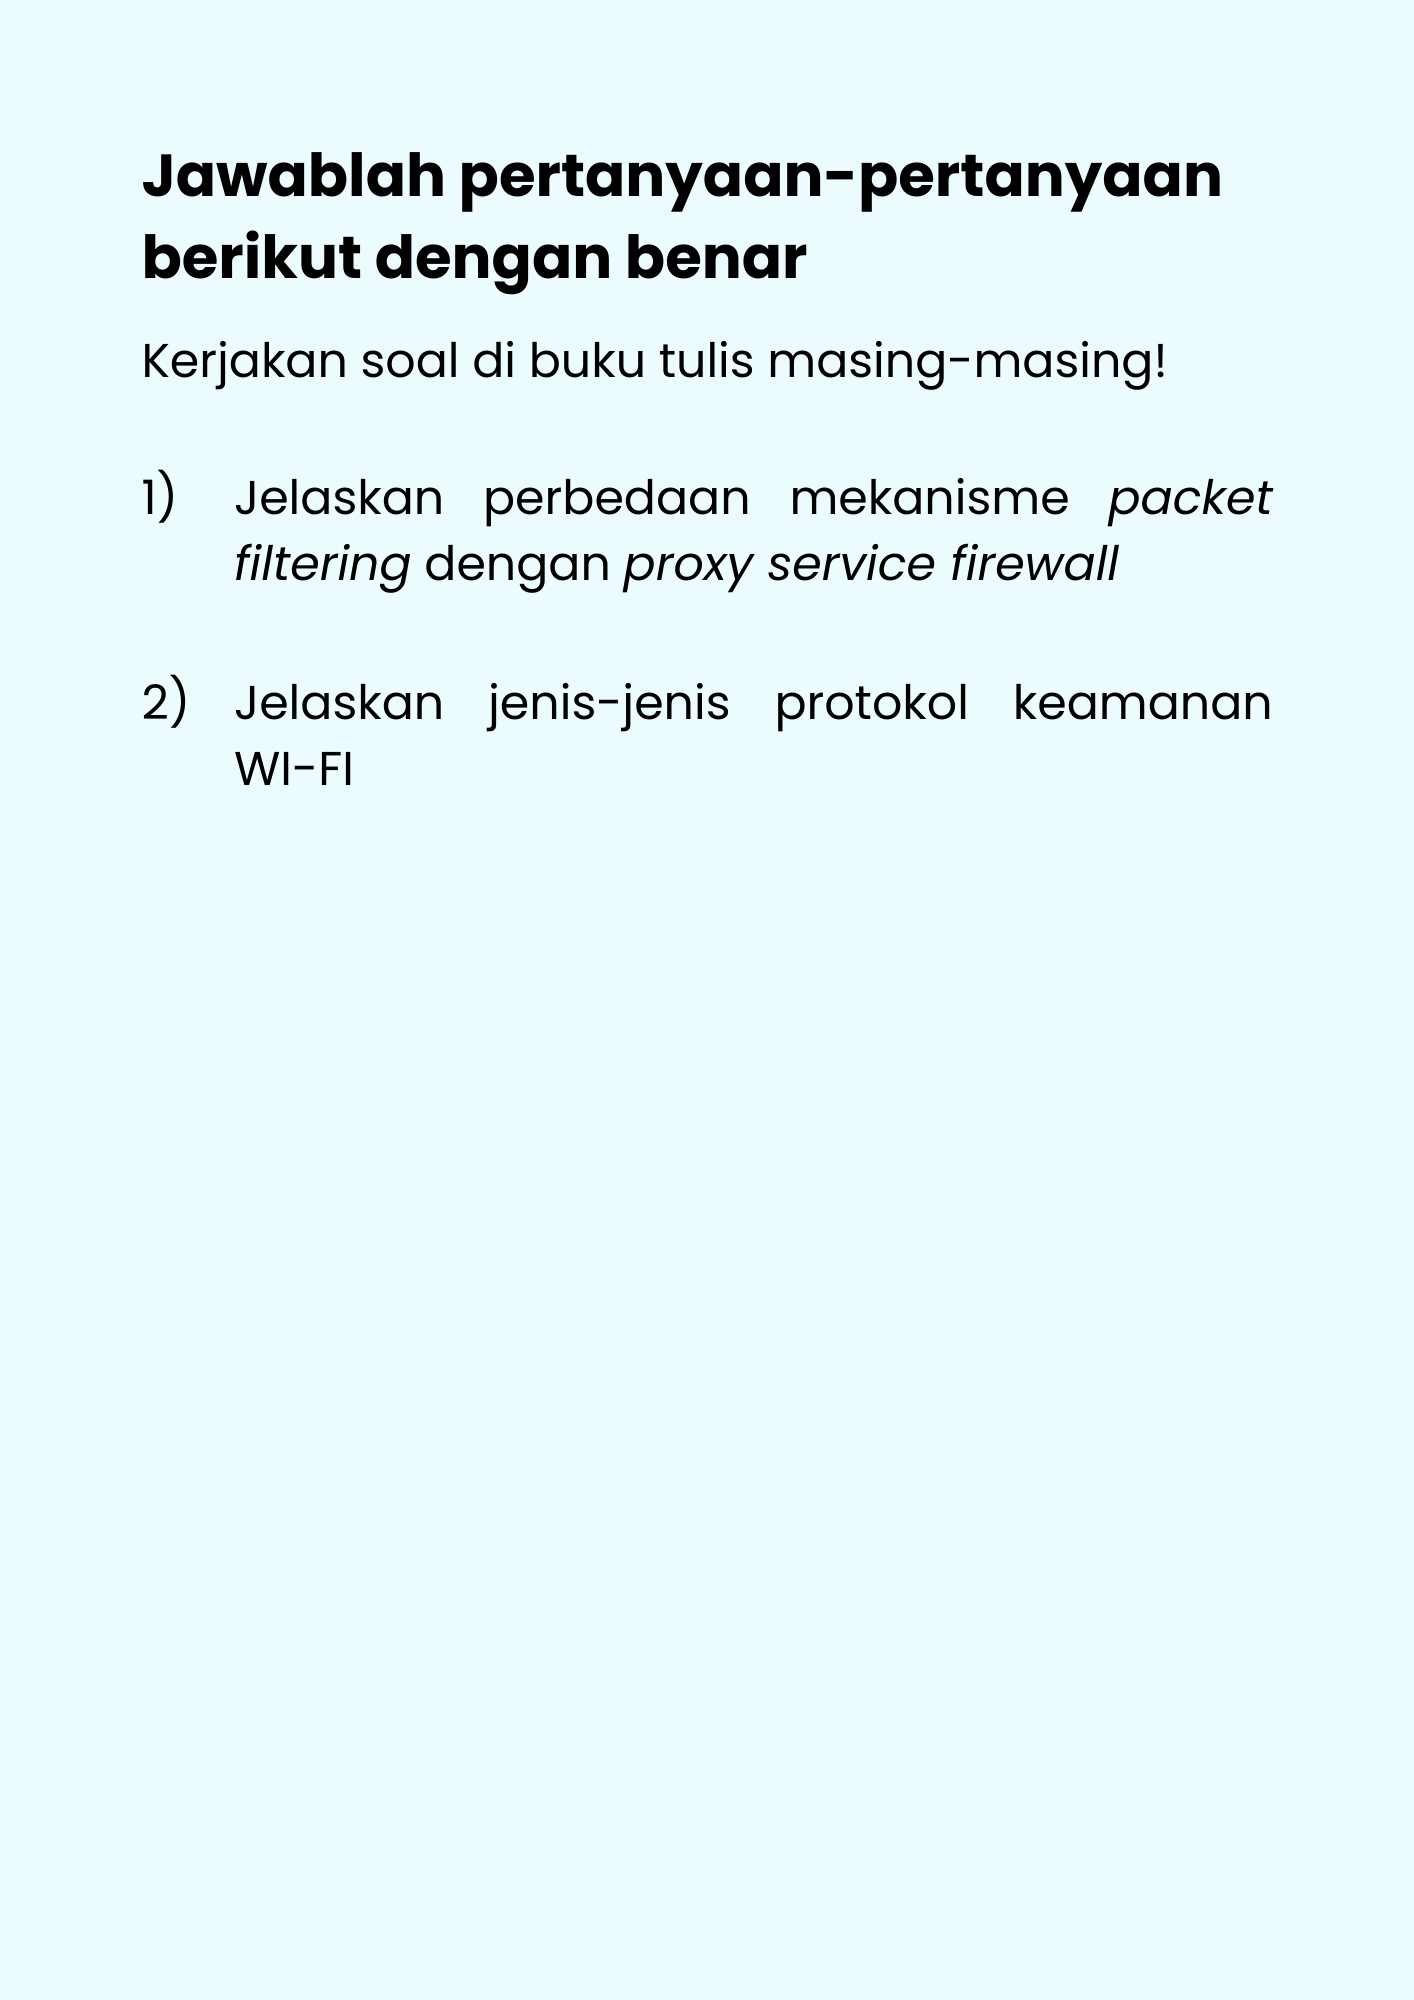 Jawablah pertanyaan-pertanyaan
berikut dengan benar
Kerjakan soal di buku tulis masing-masing!
1) Jelaskan perbedaan mekanisme packet
filtering dengan proxy service firewall
2) Jelaskan jenis-jenis protokol keamanan
WI-FI